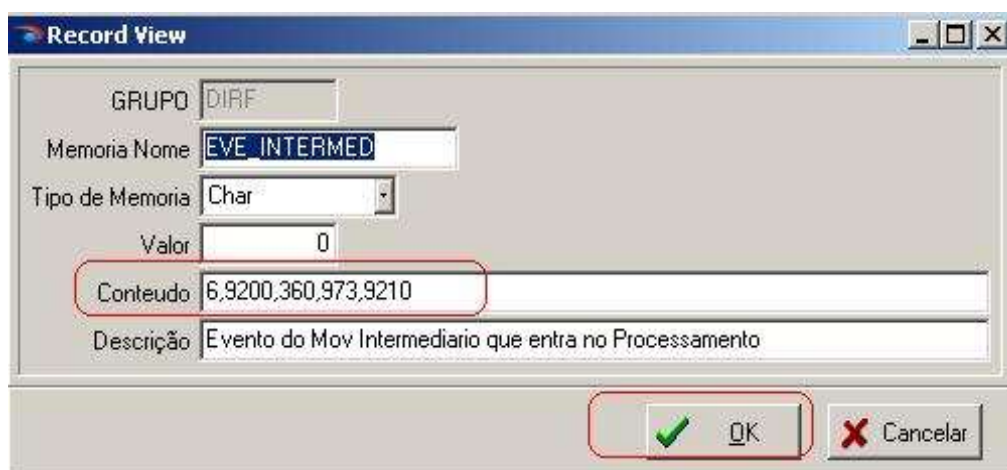 Record View
GRUPO DIRF
Memoria Nome EVE_INTERMED
Tipo de Memoria Char
Valor 0
Conteudo 6,9200,360,973,9210
Descrição Evento do Mov Intermediario que entra no Processamento
OK Cancelar